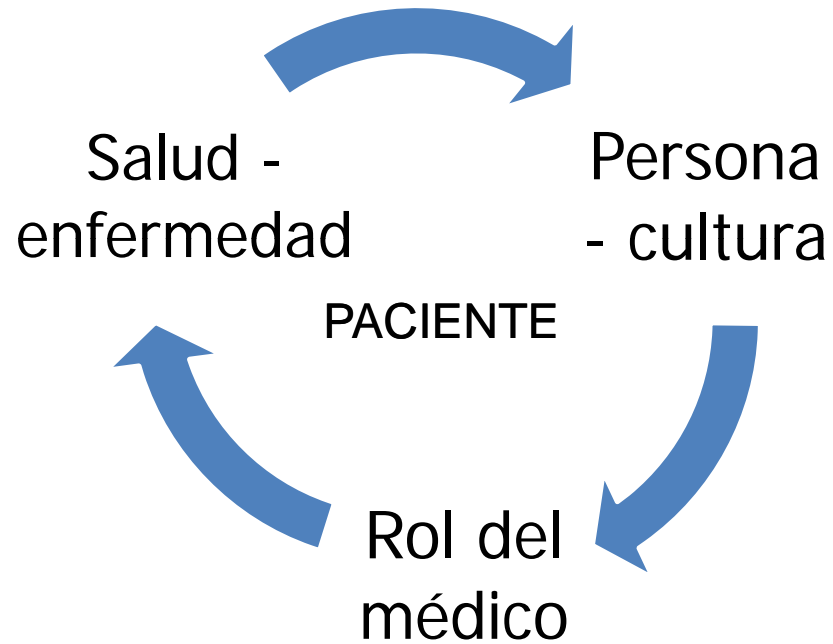 Salud -
enfermedad
Persona
- cultura
PACIENTE
Rol del
médico